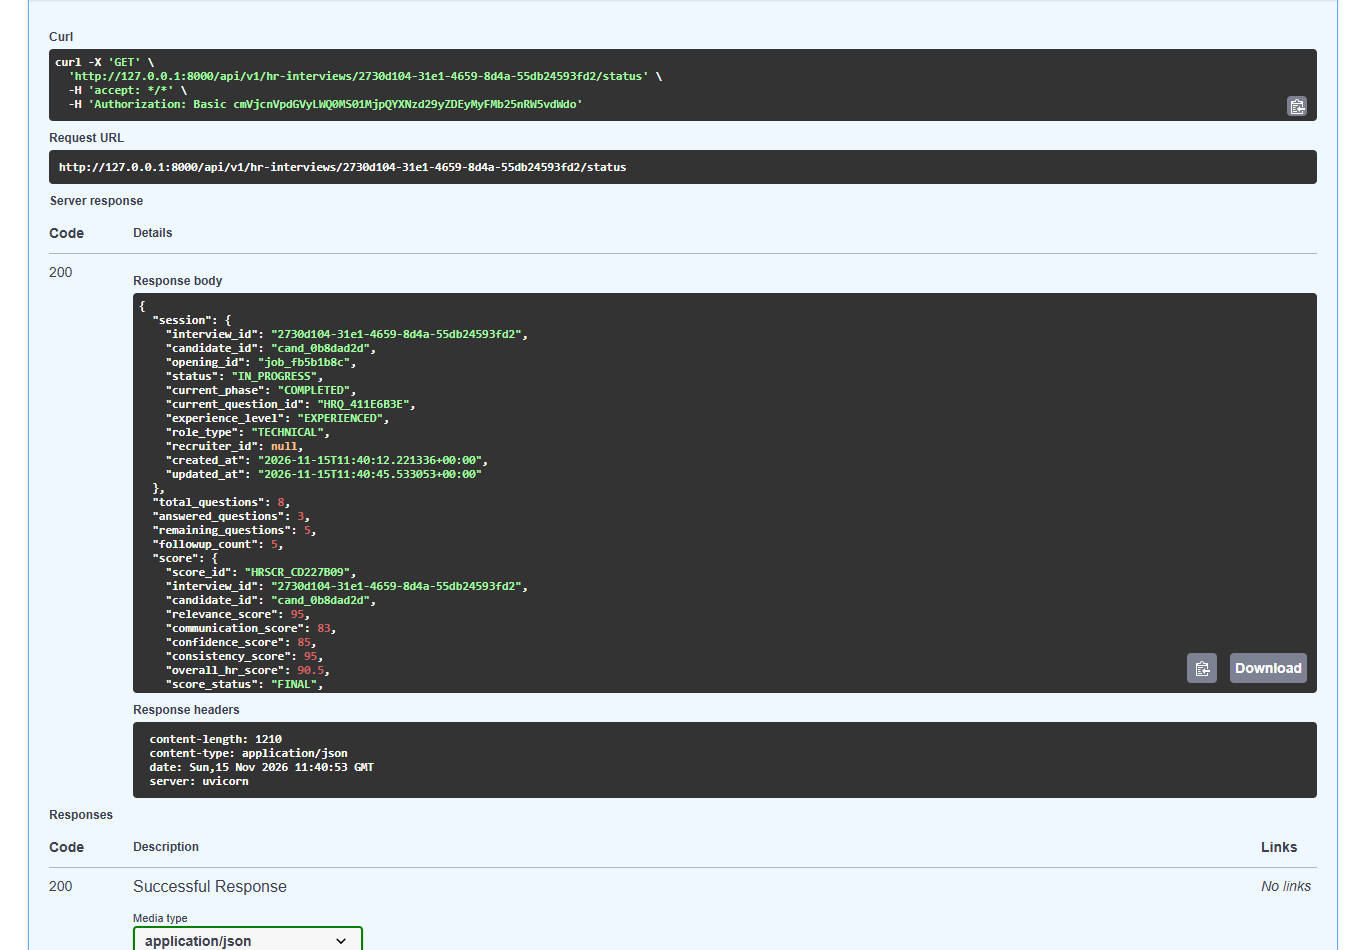 Curl
curl -X 'GET' \
'http://127.0.0.1:8000/api/v1/hr-interviews/2730d104-31e1-4659-8d4a-55db24593fd2/status' \
-H 'accept: */*' \
-H 'Authorization: Basic cmVjcnVpdGVyLWQ0MS01MjpQYXNzd29yZDEyMyFMb25nRW5vdWdo'
Request URL
http://127.0.0.1:8000/api/v1/hr-interviews/2730d104-31e1-4659-8d4a-55db24593fd2/status
Server response
Code Details
200
Response body
{
"session": {
"interview_id": "2730d104-31e1-4659-8d4a-55db24593fd2",
"candidate_id": "cand_0b8dad2d",
"opening_id": "job_fb5b1b8c",
"status": "IN_PROGRESS",
"current_phase": "COMPLETED",
"current_question_id": "HRQ_411E6B3E",
"experience_level": "EXPERIENCED",
"role_type": "TECHNICAL",
"recruiter_id": null,
"created_at": "2026-11-15T11:40:12.221336+00:00",
"updated_at": "2026-11-15T11:40:45.533053+00:00"
},
"total_questions": 8,
"answered_questions": 3,
"remaining_questions": 5,
"followup_count": 5,
"score": {
"score_id": "HRSCR_CD227B09",
"interview_id": "2730d104-31e1-4659-8d4a-55db24593fd2",
"candidate_id": "cand_0b8dad2d",
"relevance_score": 95,
"communication_score": 83,
"confidence_score": 85,
"consistency_score": 95,
"overall_hr_score": 90.5,
"score_status": "FINAL",
Download
Response headers
content-length: 1210
content-type: application/json
date: Sun,15 Nov 2026 11:40:53 GMT
server: uvicorn
Responses
Code Description Links
200 Successful Response No links
Media type
application/json